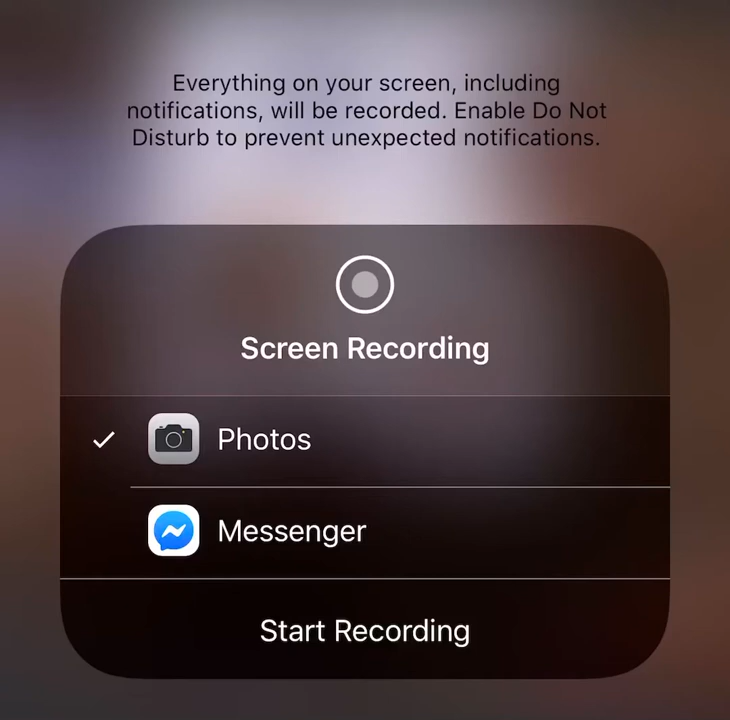 Everything on your screen, including
notifications, will be recorded. Enable Do Not
Disturb to prevent unexpected notifications.
Screen Recording
Photos
Messenger
Start Recording